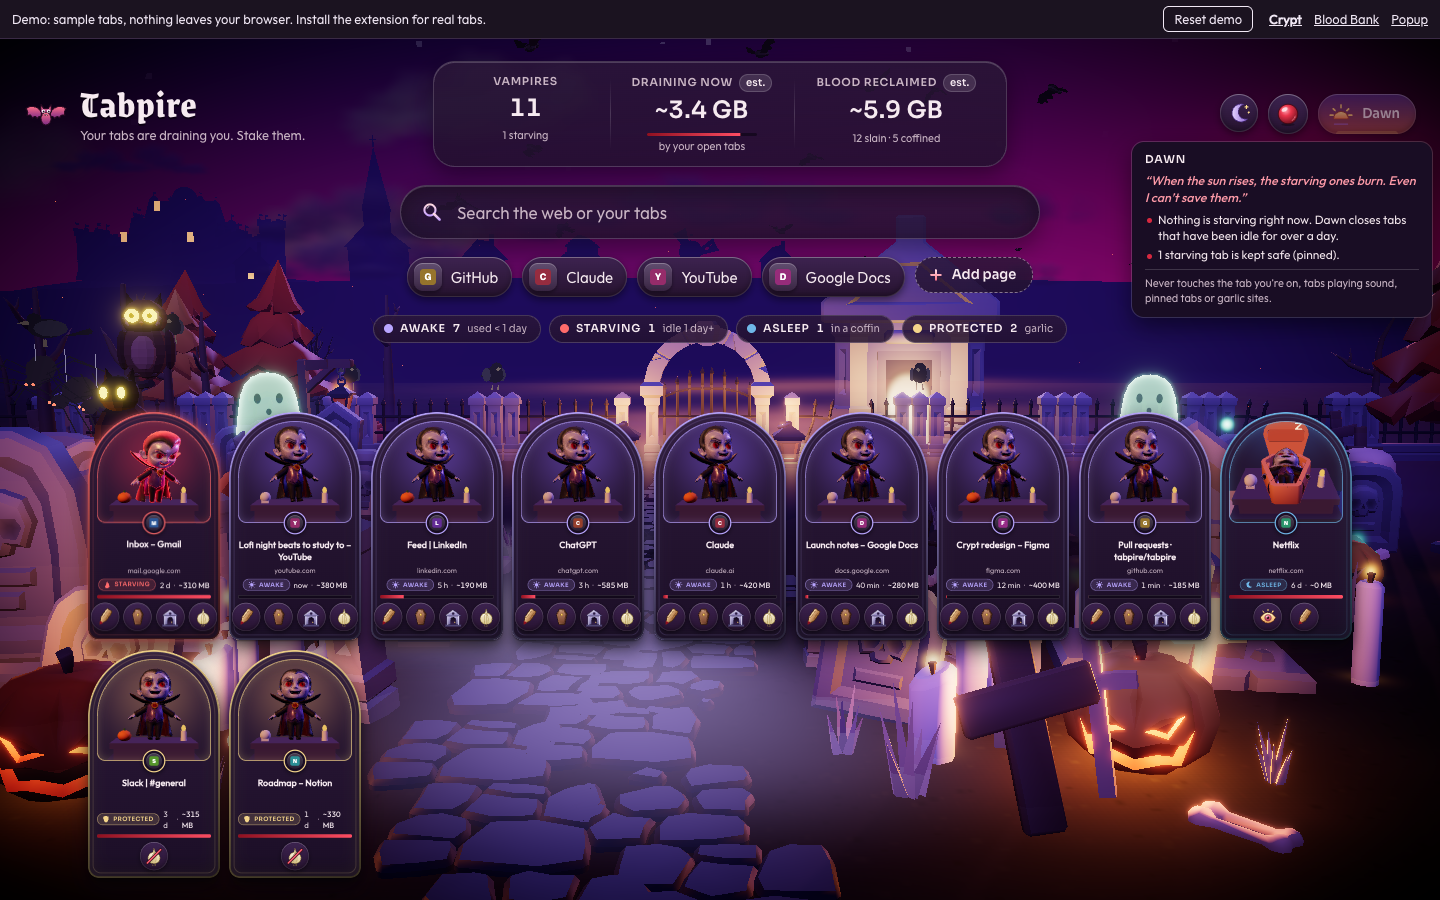 Demo: sample tabs, nothing leaves your browser. Install the extension for real tabs.
Reset demo
Crypt
Blood Bank
Popup
Tabpire
Your tabs are draining you. Stake them.
VAMPIRES
11
1 starving
DRAINING NOW est.
~3.4 GB
by your open tabs
BLOOD RECLAIMED est.
~5.9 GB
12 slain · 5 coffined
Dawn
DAWN
“When the sun rises, the starving ones burn. Even
I can’t save them.”
Nothing is starving right now. Dawn closes tabs
that have been idle for over a day.
1 starving tab is kept safe (pinned).
Never touches the tab you’re on, tabs playing sound,
pinned tabs or garlic sites.
Search the web or your tabs
G GitHub
C Claude
Y YouTube
D Google Docs
+ Add page
AWAKE 7 used < 1 day
STARVING 1 idle 1 day+
ASLEEP 1 in a coffin
PROTECTED 2 garlic
M
Inbox – Gmail
mail.google.com
STARVING 2 d · ~310 MB
Y
Lofi night beats to study to –
YouTube
youtube.com
AWAKE now · ~380 MB
L
Feed | LinkedIn
linkedin.com
AWAKE 5 h · ~190 MB
C
ChatGPT
chatgpt.com
AWAKE 3 h · ~585 MB
C
Claude
claude.ai
AWAKE 1 h · ~420 MB
D
Launch notes – Google Docs
docs.google.com
AWAKE 40 min · ~280 MB
F
Crypt redesign – Figma
figma.com
AWAKE 12 min · ~400 MB
G
Pull requests ·
tabpire/tabpire
github.com
AWAKE 1 min · ~185 MB
Z
N
Netflix
netflix.com
ASLEEP 6 d · ~0 MB
S
Slack | #general
PROTECTED 3 d · ~315 MB
N
Roadmap – Notion
PROTECTED 1 d · ~330 MB